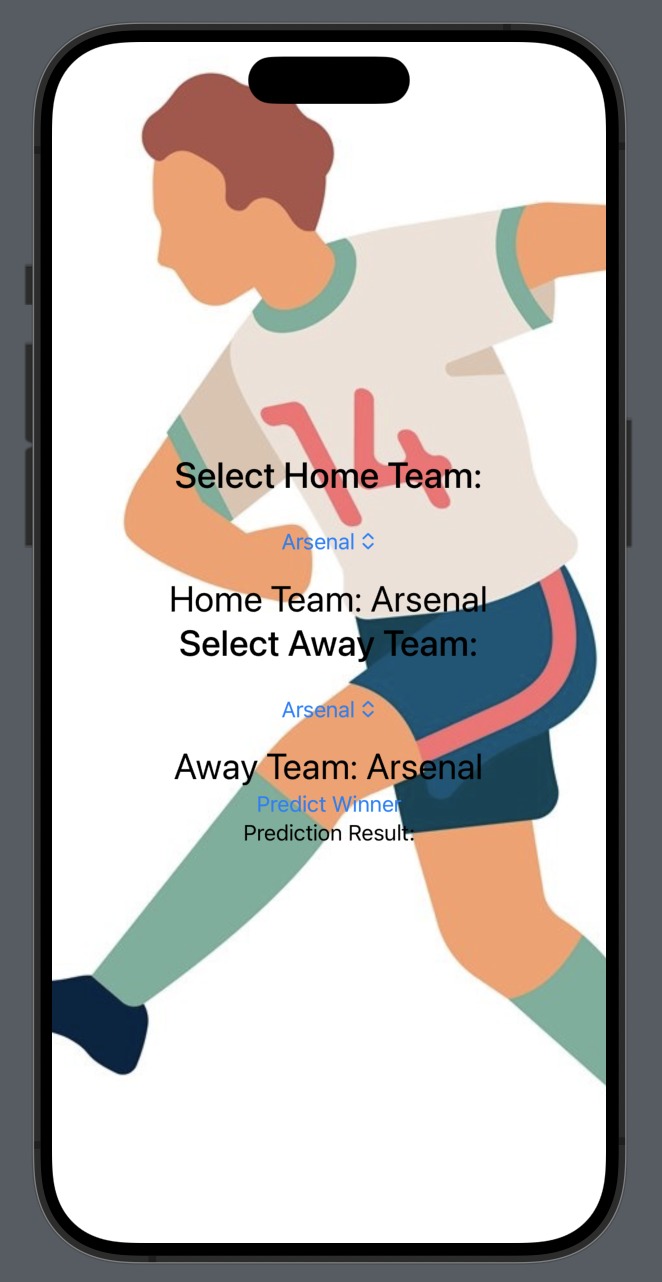 14
Select Home Team:
Arsenal
Home Team: Arsenal
Select Away Team:
Arsenal
Away Team: Arsenal
Predict Winner
Prediction Result: